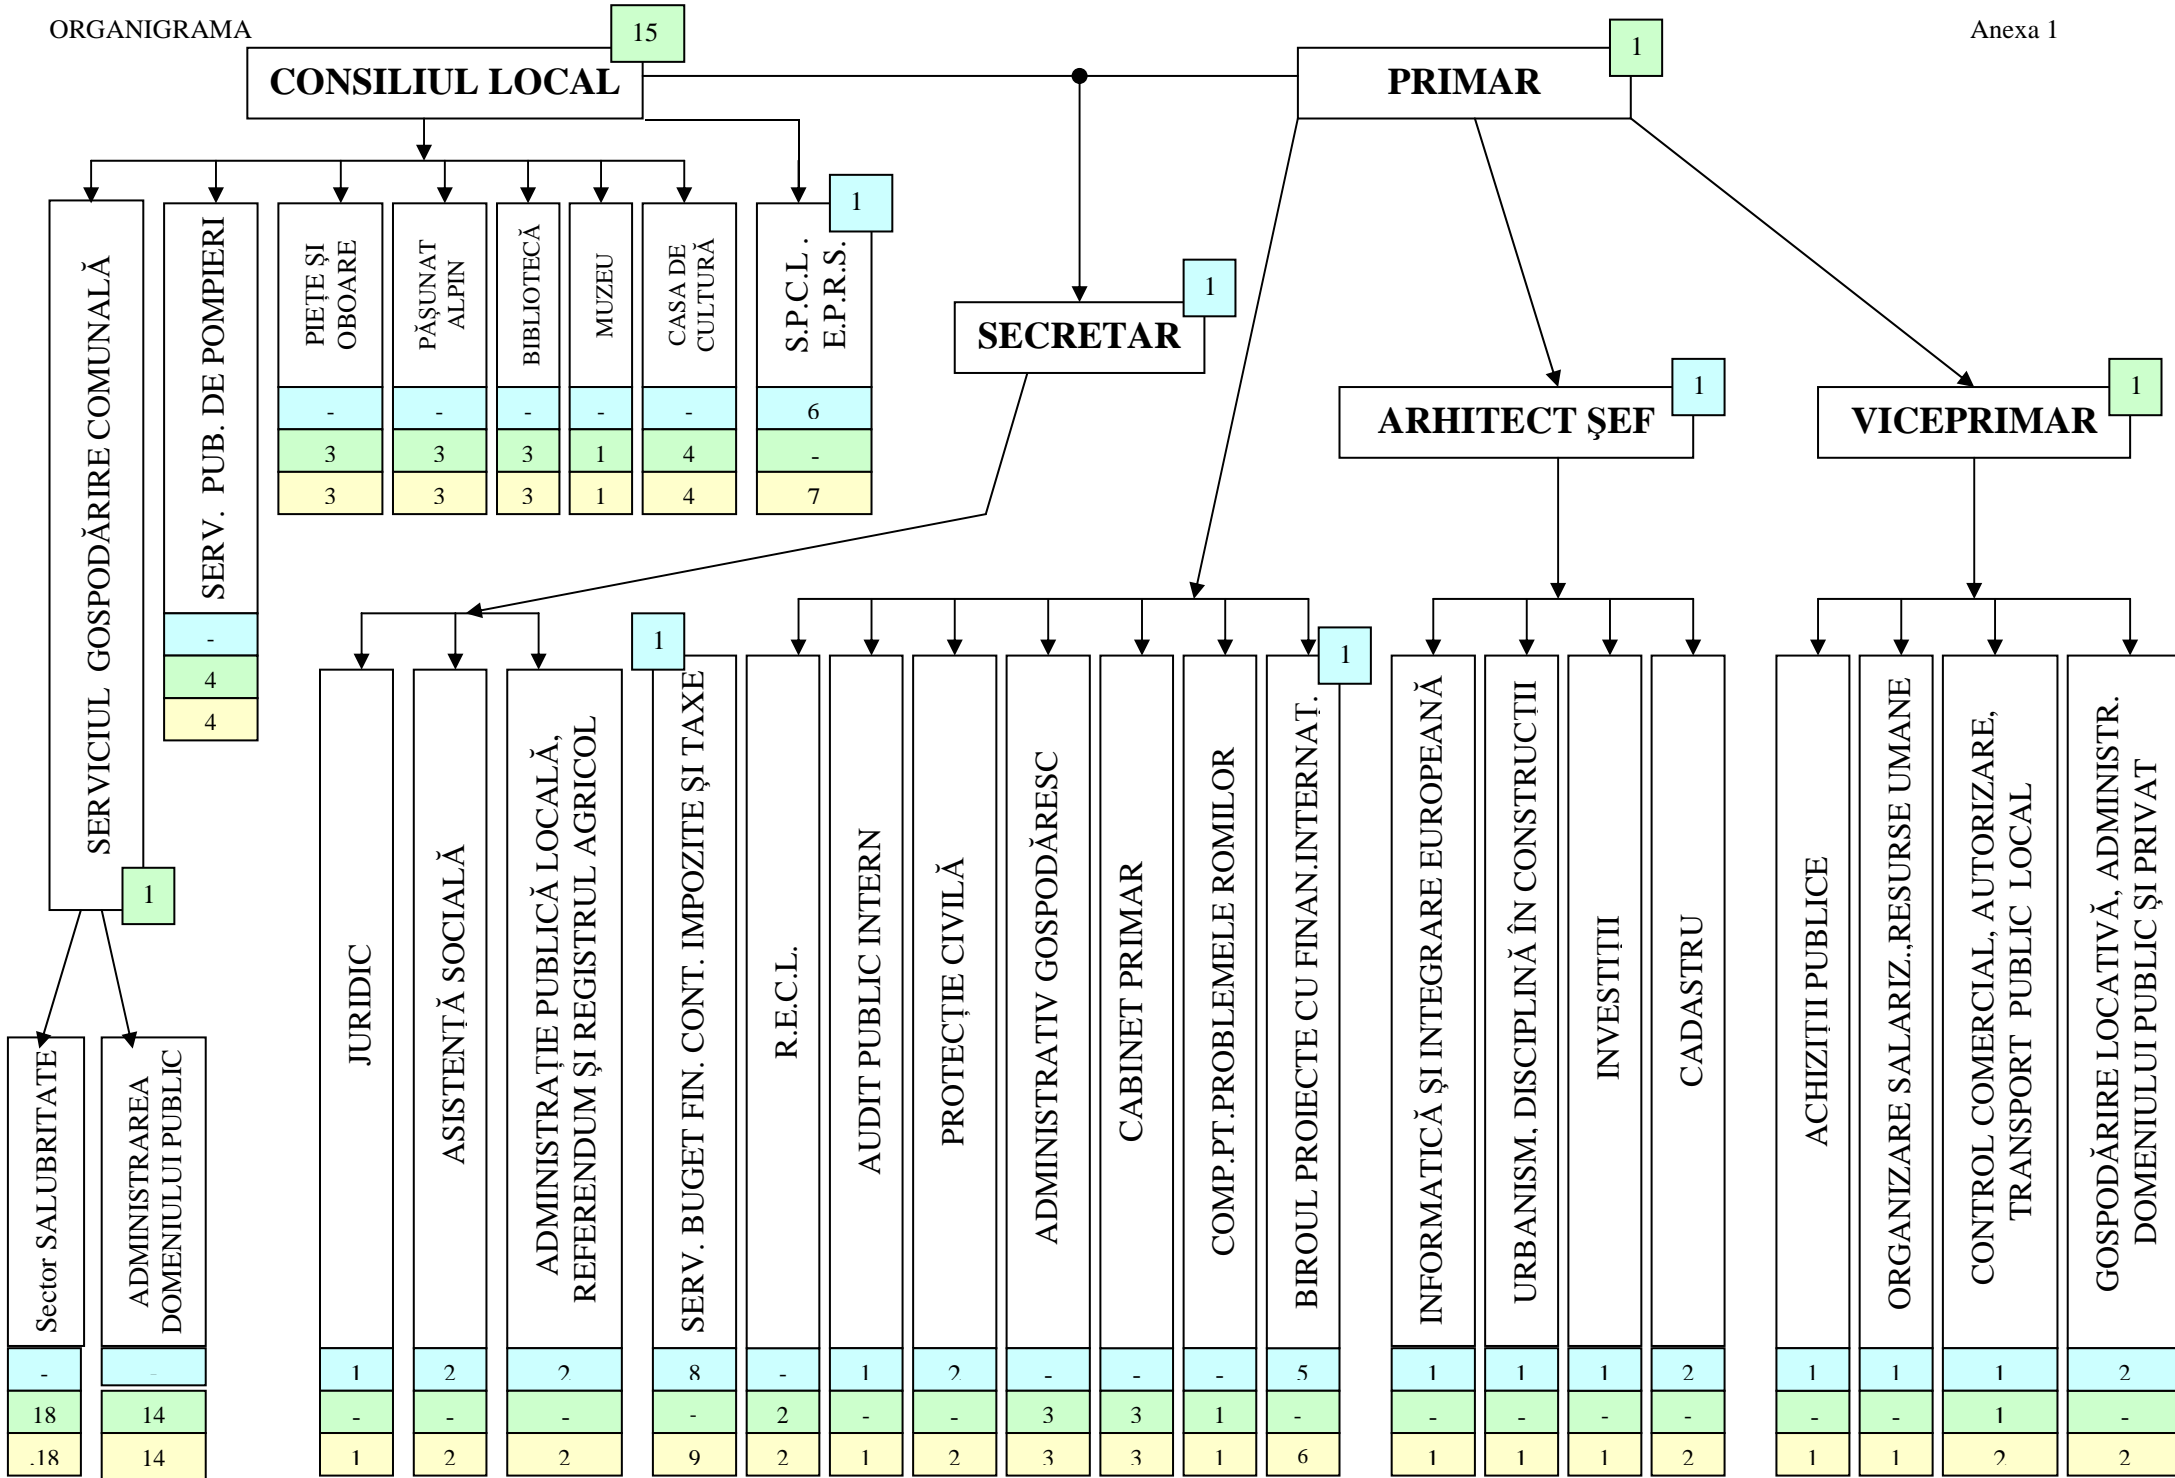 ORGANIGRAMA
Anexa 1
15
CONSILIUL LOCAL
1
PRIMAR
SERVICIUL GOSPODĂRIRE COMUNALĂ
1
SERV. PUB. DE POMPIERI
-
4
4
PIEȚE ȘI
OBOARE
-
3
3
PĂȘUNAT
ALPIN
-
3
3
BIBLIOTECĂ
-
3
3
MUZEU
-
1
1
CASA DE
CULTURĂ
-
4
4
1
S.P.C.L .
E.P.R.S.
6
-
7
1
SECRETAR
1
ARHITECT ŞEF
1
VICEPRIMAR
Sector SALUBRITATE
-
18
.18
ADMINISTRAREA
DOMENIULUI PUBLIC
-
14
14
JURIDIC
1
-
1
ASISTENȚĂ SOCIALĂ
2
-
2
ADMINISTRAȚIE PUBLICĂ LOCALĂ,
REFERENDUM ȘI REGISTRUL AGRICOL
2
-
2
1
SERV. BUGET FIN. CONT. IMPOZITE ȘI TAXE
8
-
9
R.E.C.L.
-
2
2
AUDIT PUBLIC INTERN
1
-
1
PROTECȚIE CIVILĂ
2
-
2
ADMINISTRATIV GOSPODĂRESC
-
3
3
CABINET PRIMAR
-
3
3
COMP.PT.PROBLEMELE ROMILOR
-
1
1
1
BIROUL PROIECTE CU FINAN.INTERNAȚ.
5
-
6
INFORMATICĂ ȘI INTEGRARE EUROPEANĂ
1
-
1
URBANISM, DISCIPLINĂ ÎN CONSTRUCȚII
1
-
1
INVESTIȚII
1
-
1
CADASTRU
2
-
2
ACHIZIȚII PUBLICE
1
-
1
ORGANIZARE SALARIZ.,RESURSE UMANE
1
-
1
CONTROL COMERCIAL, AUTORIZARE,
TRANSPORT PUBLIC LOCAL
1
1
2
GOSPODĂRIRE LOCATIVĂ, ADMINISTR.
DOMENIULUI PUBLIC ȘI PRIVAT
2
-
2